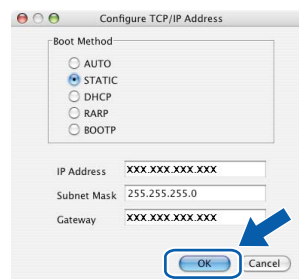 Configure TCP/IP Address
Boot Method
AUTO
STATIC
DHCP
RARP
BOOTP
IP Address XXX.XXX.XXX.XXX
Subnet Mask 255.255.255.0
Gateway XXX.XXX.XXX.XXX
OK Cancel